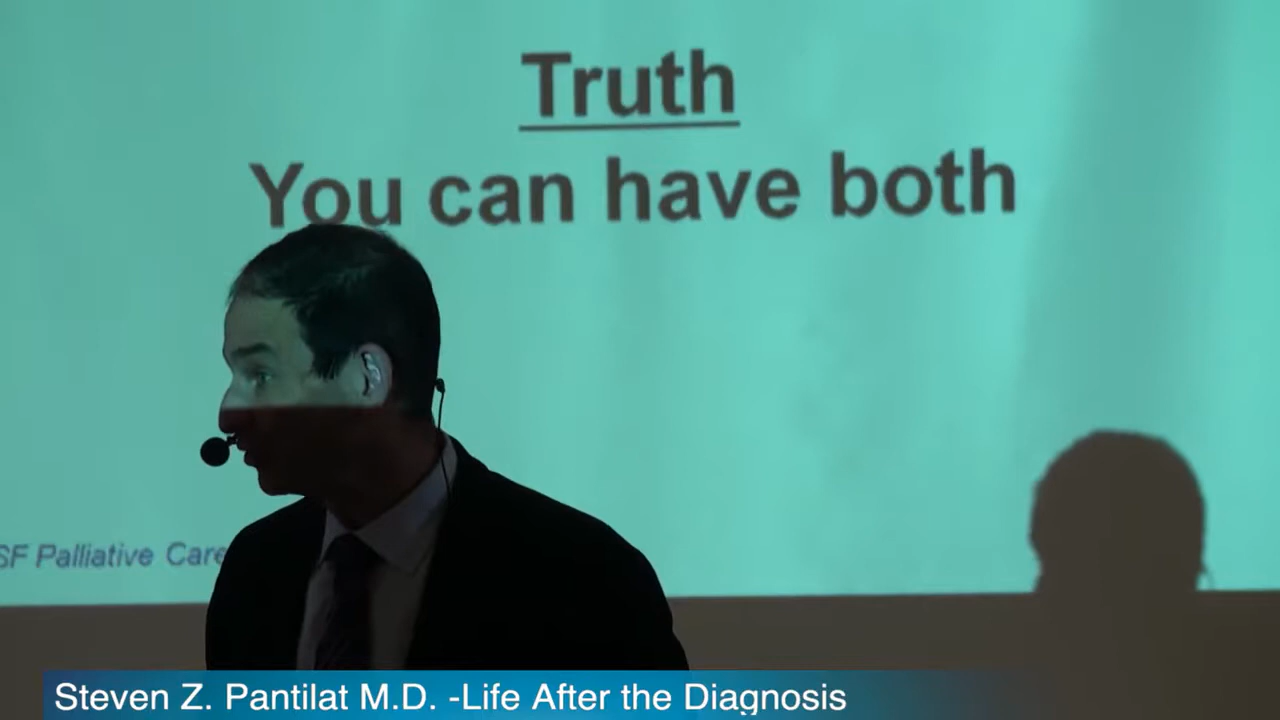 Truth
You can have both
SF Palliative Care
Steven Z. Pantilat M.D. -Life After the Diagnosis